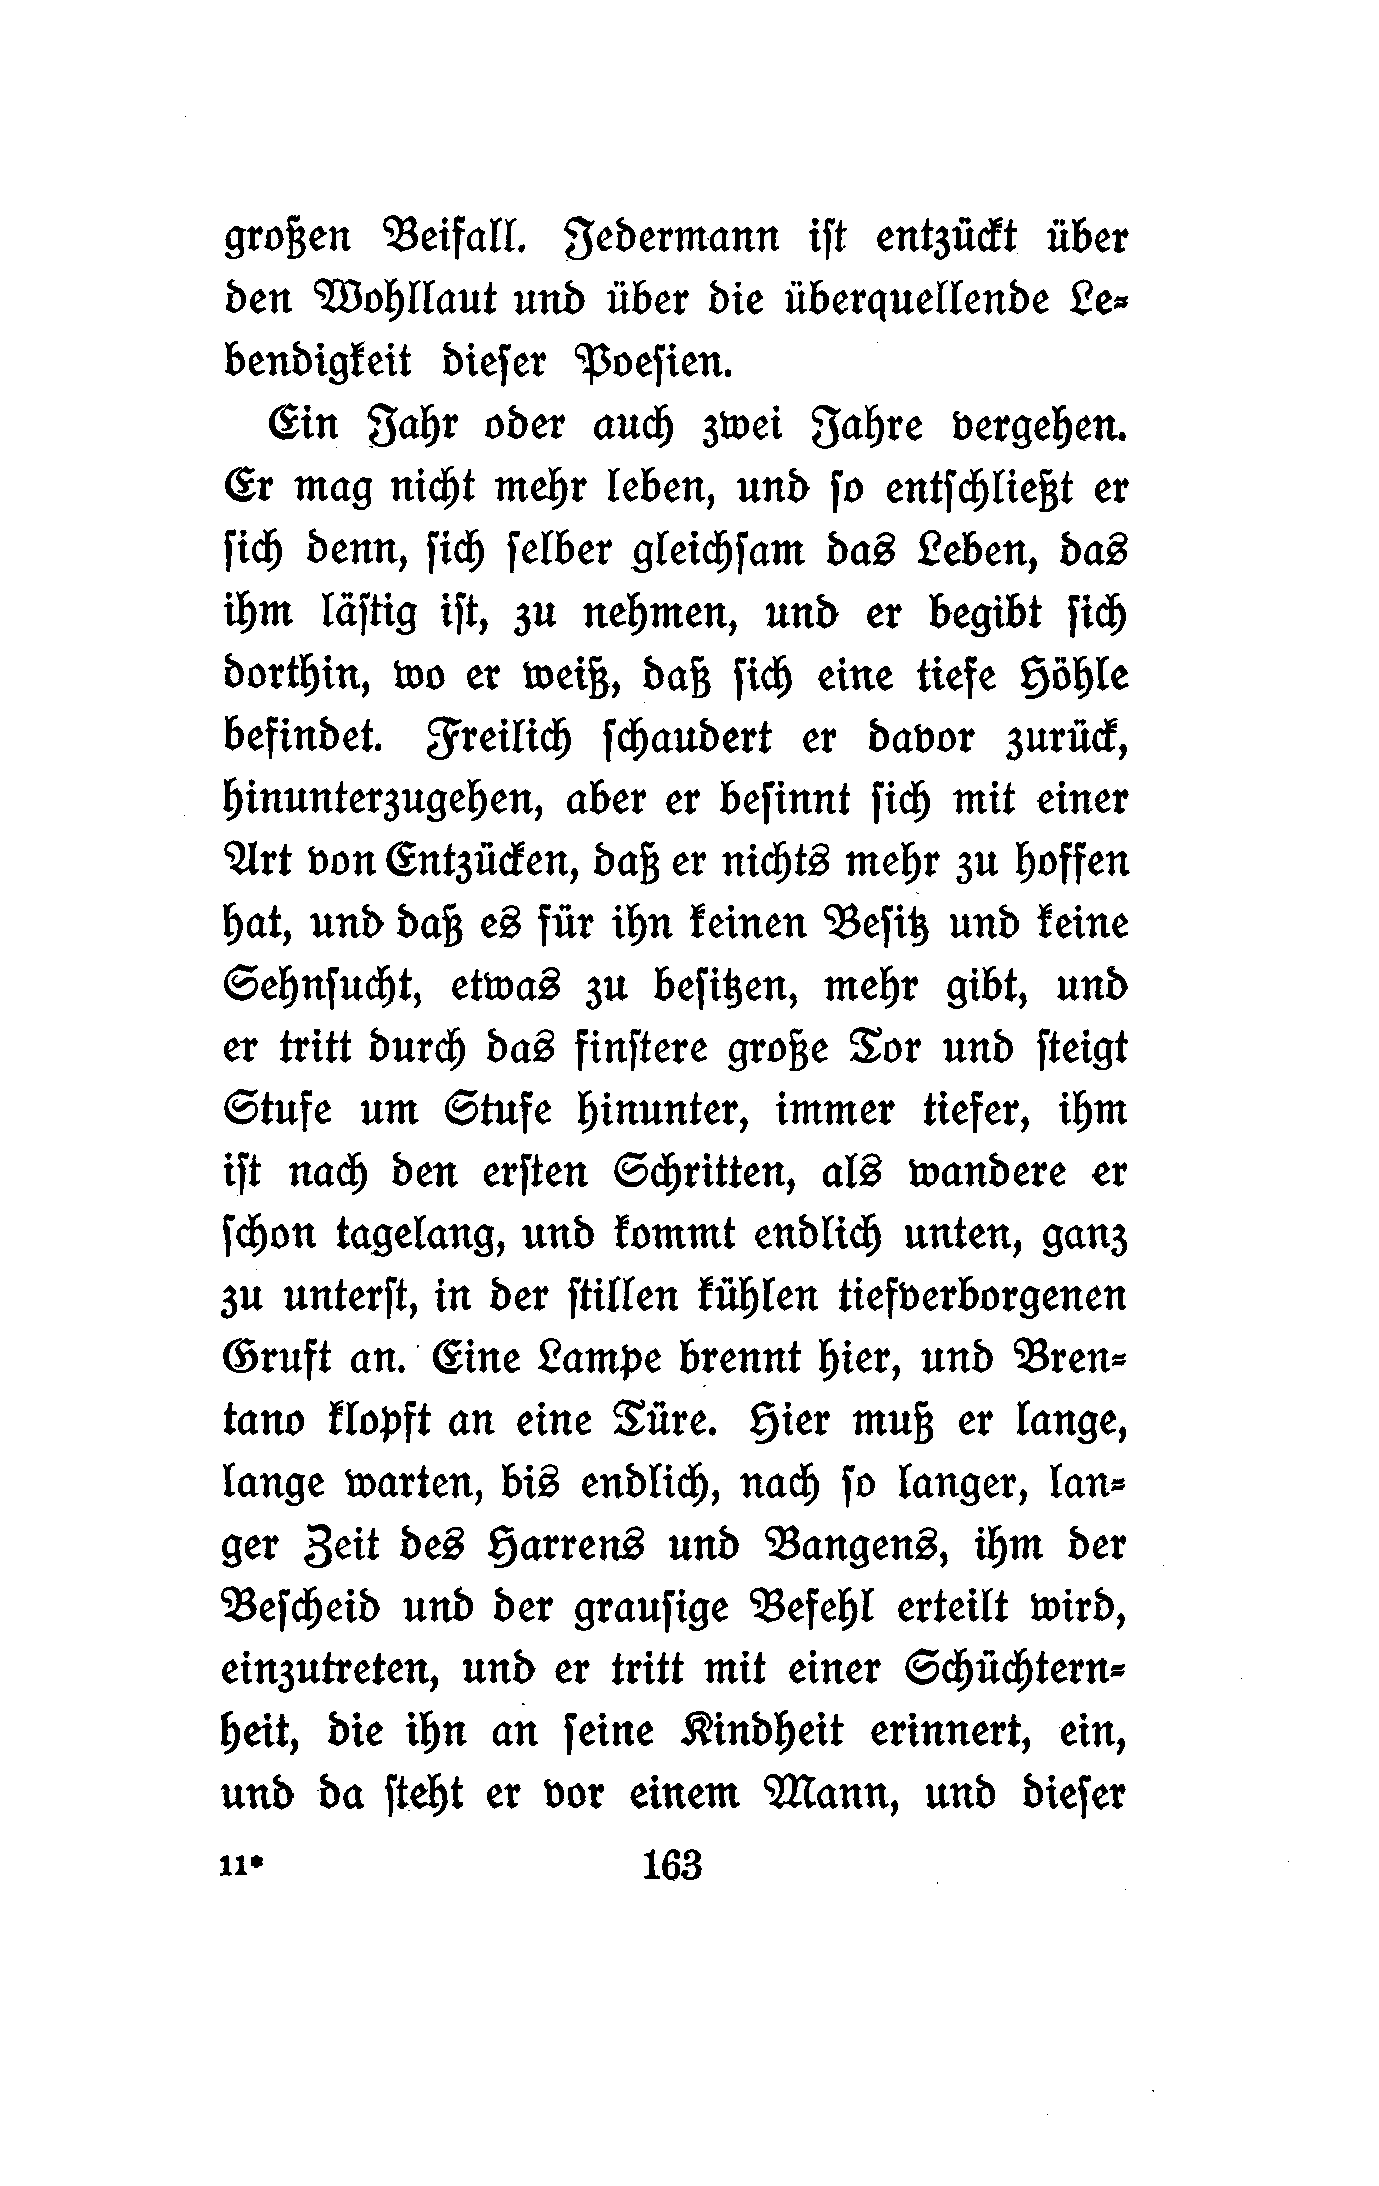 großen Beifall. Jedermann ist entzückt über
den Wohllaut und über die überquellende Le-
bendigkeit dieser Poesien.
Ein Jahr oder auch zwei Jahre vergehen.
Er mag nicht mehr leben, und so entschließt er
sich denn, sich selber gleichsam das Leben, das
ihm lästig ist, zu nehmen, und er begibt sich
dorthin, wo er weiß, daß sich eine tiefe Höhle
befindet. Freilich schaudert er davor zurück,
hinunterzugehen, aber er besinnt sich mit einer
Art von Entzücken, daß er nichts mehr zu hoffen
hat, und daß es für ihn keinen Besitz und keine
Sehnsucht, etwas zu besitzen, mehr gibt, und
er tritt durch das finstere große Tor und steigt
Stufe um Stufe hinunter, immer tiefer, ihm
ist nach den ersten Schritten, als wandere er
schon tagelang, und kommt endlich unten, ganz
zu unterst, in der stillen kühlen tiefverborgenen
Gruft an. Eine Lampe brennt hier, und Bren-
tano klopft an eine Türe. Hier muß er lange,
lange warten, bis endlich, nach so langer, lan-
ger Zeit des Harrens und Bangens, ihm der
Bescheid und der grausige Befehl erteilt wird,
einzutreten, und er tritt mit einer Schüchtern-
heit, die ihn an seine Kindheit erinnert, ein,
und da steht er vor einem Mann, und dieser
11* 163